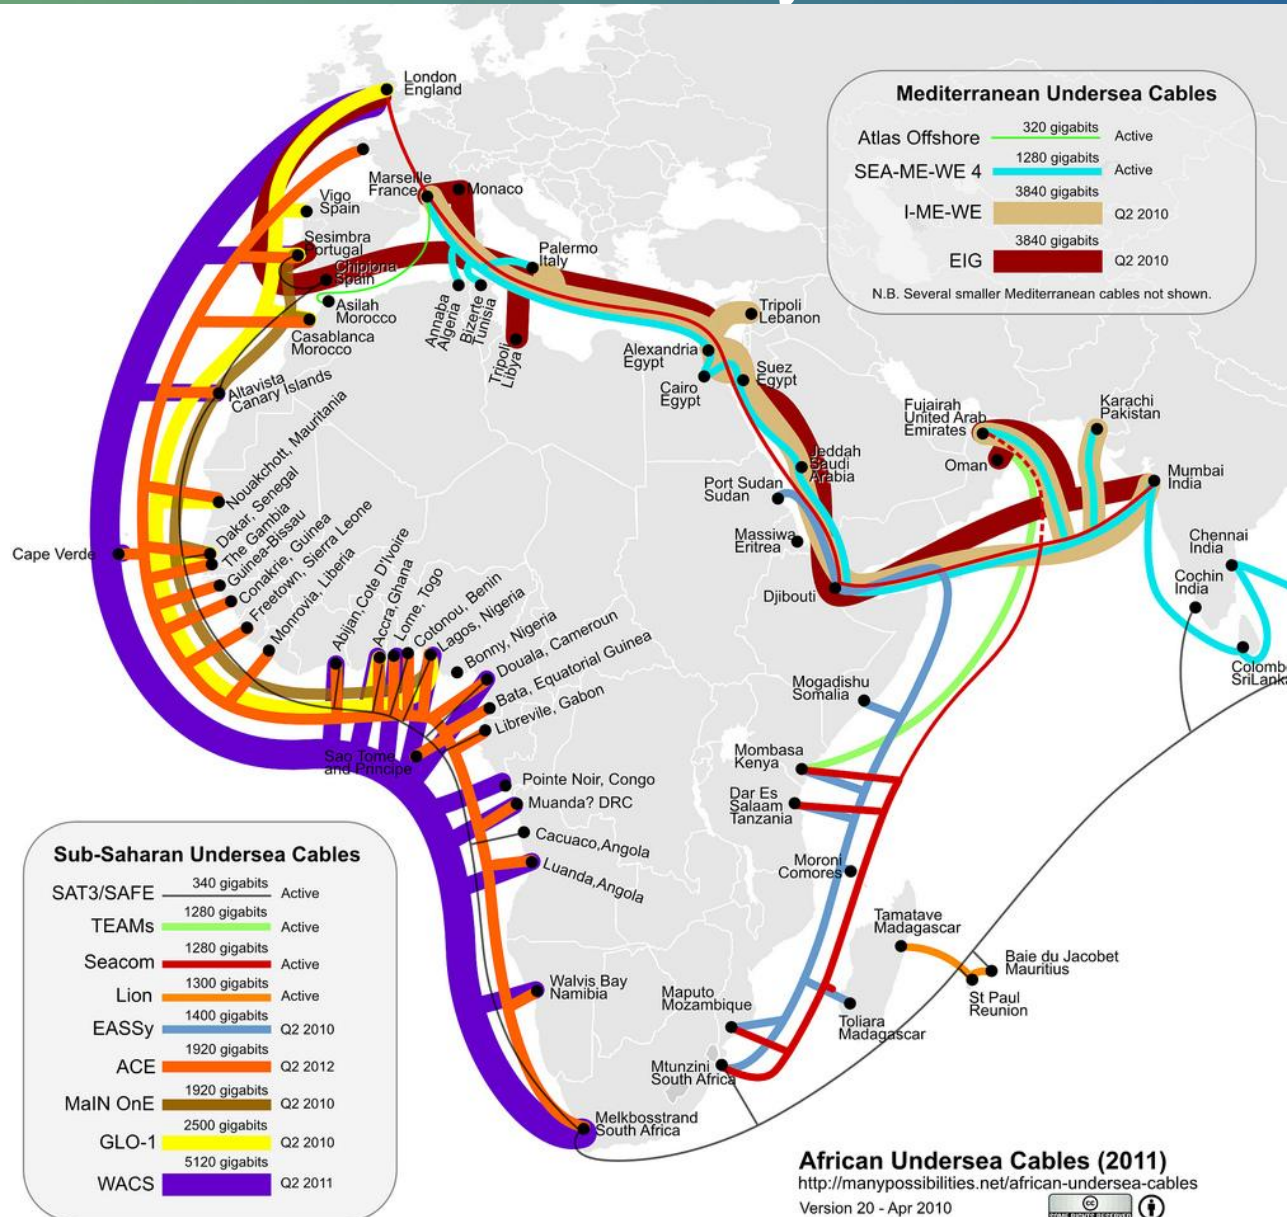 London
England
Marseille
France
Monaco
Vigo
Spain
Sesimbra
Portugal
Chipiona
Spain
Palermo
Italy
Asilah
Morocco
Casablanca
Morocco
Annaba
Algeria
Bizerte
Tunisia
Tripoli
Libya
Tripoli
Lebanon
Alexandria
Egypt
Cairo
Egypt
Suez
Egypt
Altavista
Canary Islands
Jeddah
Saudi
Arabia
Port Sudan
Sudan
Massiwa
Eritrea
Djibouti
Fujairah
United Arab
Emirates
Oman
Karachi
Pakistan
Mumbai
India
Chennai
India
Cochin
India
Colombo
SriLanka
Cape Verde
Nouakchott, Mauritania
Dakar, Senegal
The Gambia
Guinea-Bissau
Conakrie, Guinea
Freetown, Sierra Leone
Monrovia, Liberia
Abijan,Cote D'Ivoire
Accra,Ghana
Lome, Togo
Cotonou, Benin
Lagos, Nigeria
Bonny, Nigeria
Douala, Cameroun
Bata, Equatorial Guinea
Librevile, Gabon
Sao Tome
and Principe
Pointe Noir, Congo
Muanda? DRC
Cacuaco,Angola
Luanda,Angola
Walvis Bay
Namibia
Melkbosstrand
South Africa
Mogadishu
Somalia
Mombasa
Kenya
Dar Es
Salaam
Tanzania
Moroni
Comores
Tamatave
Madagascar
Baie du Jacobet
Mauritius
St Paul
Reunion
Toliara
Madagascar
Maputo
Mozambique
Mtunzini
South Africa
Mediterranean Undersea Cables
Atlas Offshore 320 gigabits Active
SEA-ME-WE 4 1280 gigabits Active
I-ME-WE 3840 gigabits Q2 2010
EIG 3840 gigabits Q2 2010
N.B. Several smaller Mediterranean cables not shown.
Sub-Saharan Undersea Cables
SAT3/SAFE 340 gigabits Active
TEAMs 1280 gigabits Active
Seacom 1280 gigabits Active
Lion 1300 gigabits Active
EASSy 1400 gigabits Q2 2010
ACE 1920 gigabits Q2 2012
MaIN OnE 1920 gigabits Q2 2010
GLO-1 2500 gigabits Q2 2010
WACS 5120 gigabits Q2 2011
African Undersea Cables (2011)
http://manypossibilities.net/african-undersea-cables
Version 20 - Apr 2010
cc